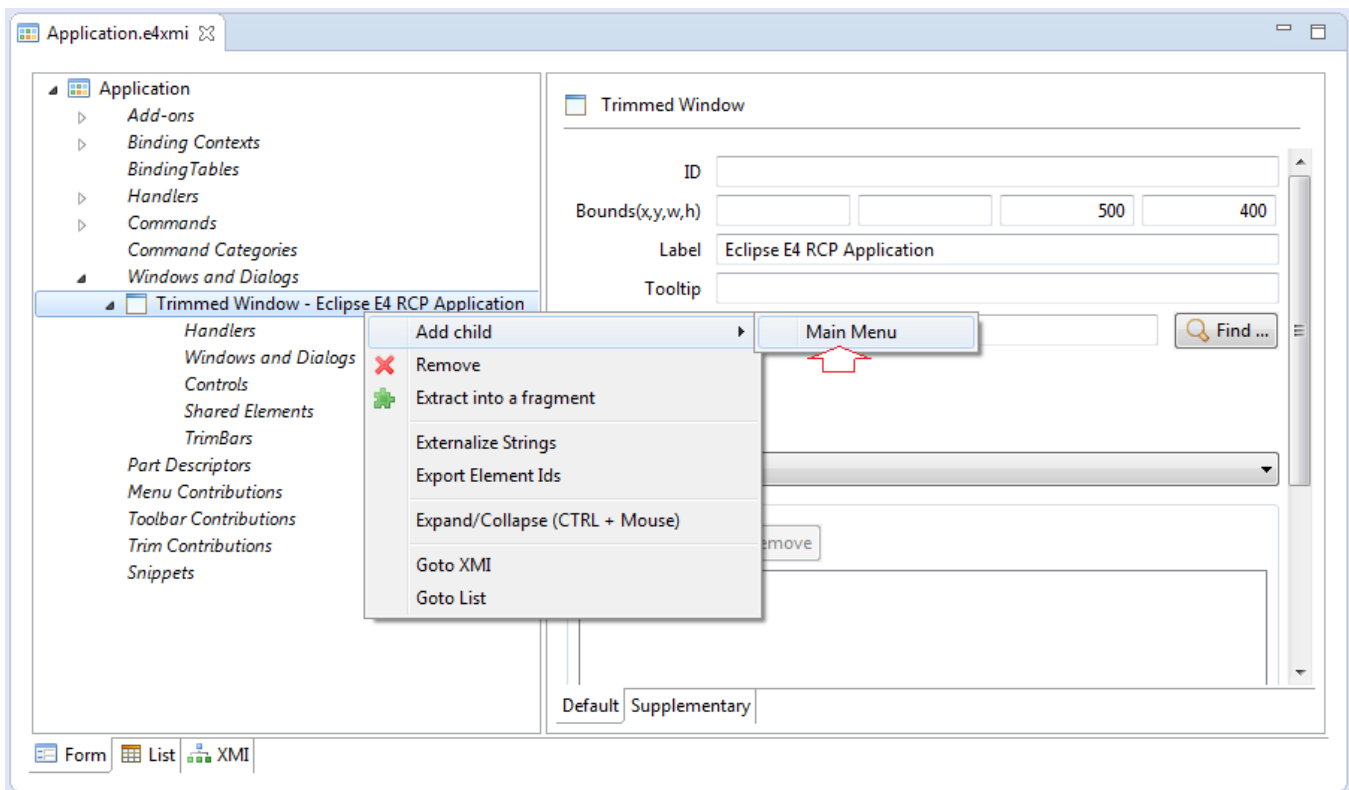 Application.e4xmi
Application
Add-ons
Binding Contexts
BindingTables
Handlers
Commands
Command Categories
Windows and Dialogs
Trimmed Window - Eclipse E4 RCP Application
Handlers
Windows and Dialogs
Controls
Shared Elements
TrimBars
Part Descriptors
Menu Contributions
Toolbar Contributions
Trim Contributions
Snippets
Add child
Remove
Extract into a fragment
Externalize Strings
Export Element Ids
Expand/Collapse (CTRL + Mouse)
Goto XMI
Goto List
Main Menu
Trimmed Window
ID
Bounds(x,y,w,h) 500 400
Label Eclipse E4 RCP Application
Tooltip
Find ...
emove
Default Supplementary
Form List XMI